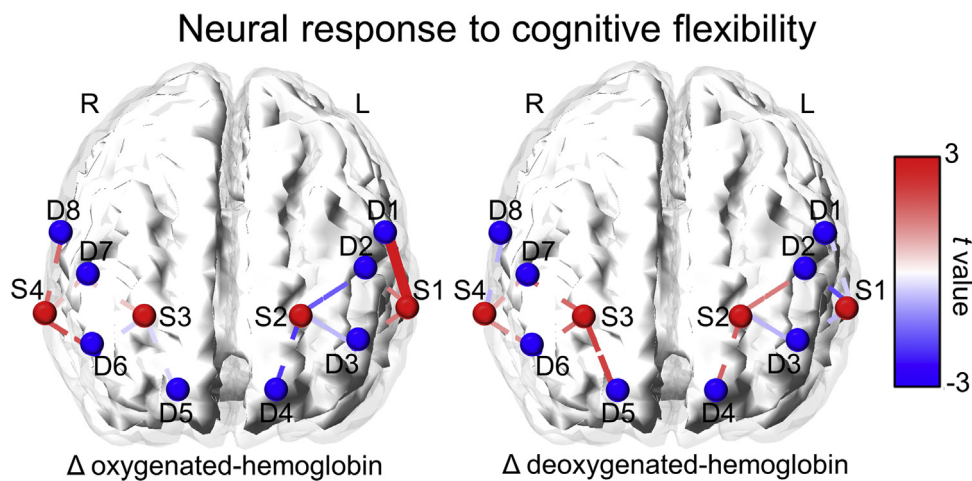 Neural response to cognitive flexibility
R L R L
3
D8 D1 D8 D1
D7 D2 D7 D2
t value
S4 S1 S4 S1
S3 S2 S3 S2
D6 D3 D6 D3
-3
D5 D4 D5 D4
Δ oxygenated-hemoglobin Δ deoxygenated-hemoglobin